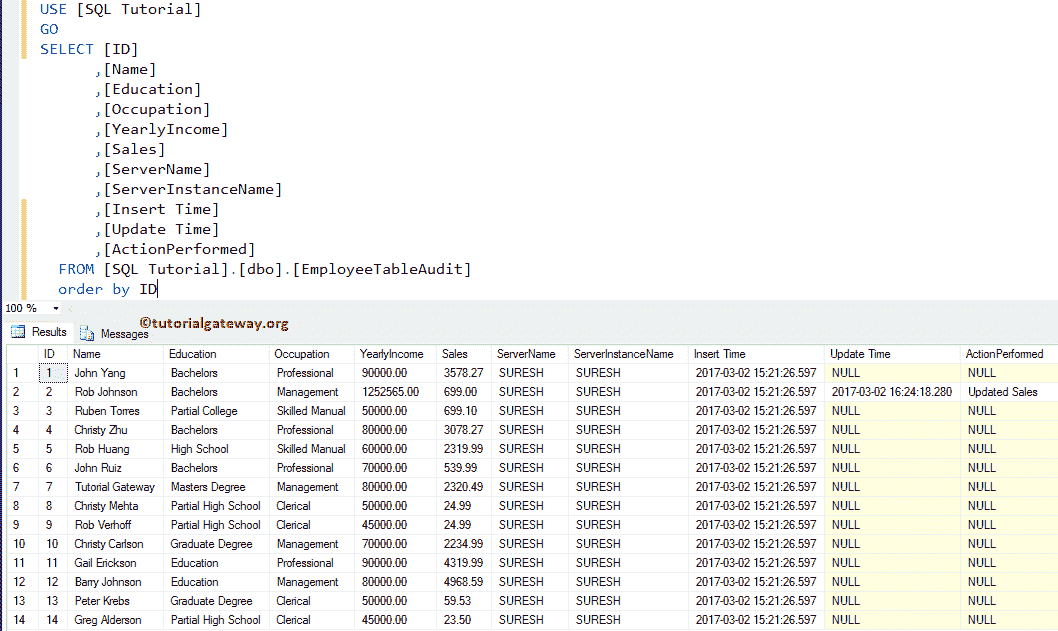 USE [SQL Tutorial]
GO
SELECT [ID]
,[Name]
,[Education]
,[Occupation]
,[YearlyIncome]
,[Sales]
,[ServerName]
,[ServerInstanceName]
,[Insert Time]
,[Update Time]
,[ActionPerformed]
FROM [SQL Tutorial].[dbo].[EmployeeTableAudit]
order by ID
100 %
©tutorialgateway.org
Results Messages
ID Name Education Occupation YearlyIncome Sales ServerName ServerInstanceName Insert Time Update Time ActionPerformed
1 1 John Yang Bachelors Professional 90000.00 3578.27 SURESH SURESH 2017-03-02 15:21:26.597 NULL NULL
2 2 Rob Johnson Bachelors Management 1252565.00 699.00 SURESH SURESH 2017-03-02 15:21:26.597 2017-03-02 16:24:18.280 Updated Sales
3 3 Ruben Torres Partial College Skilled Manual 50000.00 699.10 SURESH SURESH 2017-03-02 15:21:26.597 NULL NULL
4 4 Christy Zhu Bachelors Professional 80000.00 3078.27 SURESH SURESH 2017-03-02 15:21:26.597 NULL NULL
5 5 Rob Huang High School Skilled Manual 60000.00 2319.99 SURESH SURESH 2017-03-02 15:21:26.597 NULL NULL
6 6 John Ruiz Bachelors Professional 70000.00 539.99 SURESH SURESH 2017-03-02 15:21:26.597 NULL NULL
7 7 Tutorial Gateway Masters Degree Management 80000.00 2320.49 SURESH SURESH 2017-03-02 15:21:26.597 NULL NULL
8 8 Christy Mehta Partial High School Clerical 50000.00 24.99 SURESH SURESH 2017-03-02 15:21:26.597 NULL NULL
9 9 Rob Verhoff Partial High School Clerical 45000.00 24.99 SURESH SURESH 2017-03-02 15:21:26.597 NULL NULL
10 10 Christy Carlson Graduate Degree Management 70000.00 2234.99 SURESH SURESH 2017-03-02 15:21:26.597 NULL NULL
11 11 Gail Erickson Education Professional 90000.00 4319.99 SURESH SURESH 2017-03-02 15:21:26.597 NULL NULL
12 12 Barry Johnson Education Management 80000.00 4968.59 SURESH SURESH 2017-03-02 15:21:26.597 NULL NULL
13 13 Peter Krebs Graduate Degree Clerical 50000.00 59.53 SURESH SURESH 2017-03-02 15:21:26.597 NULL NULL
14 14 Greg Alderson Partial High School Clerical 45000.00 23.50 SURESH SURESH 2017-03-02 15:21:26.597 NULL NULL